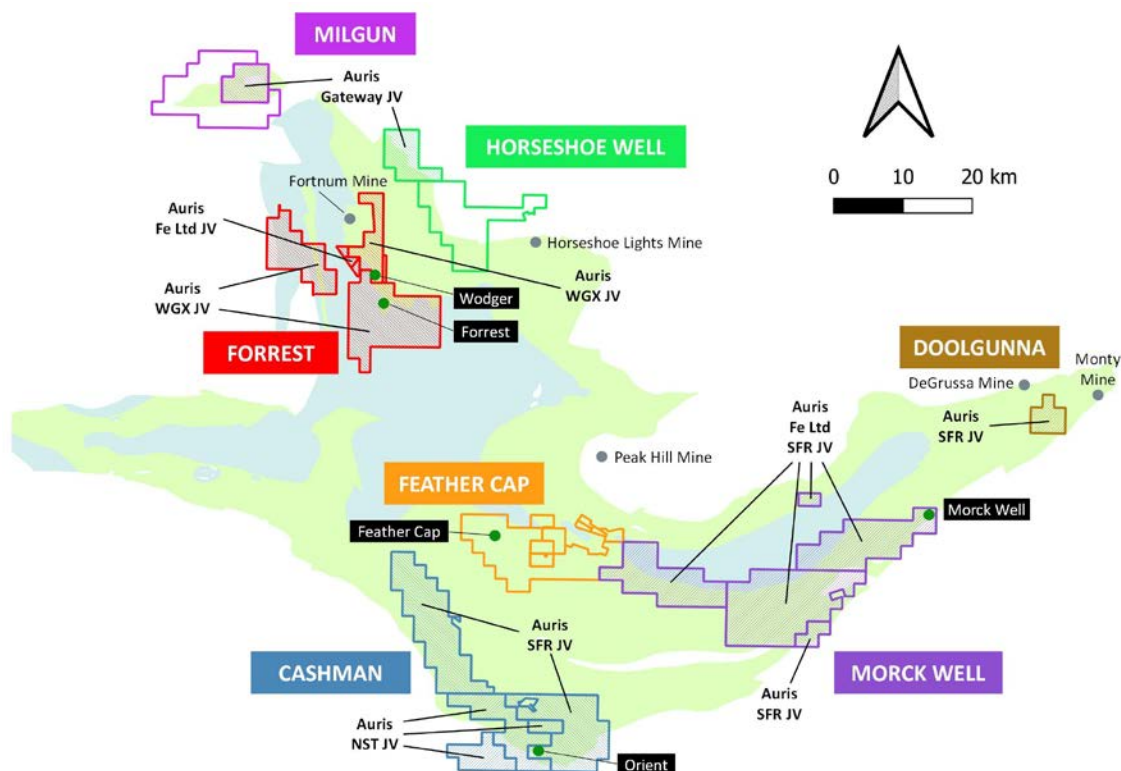 MILGUN
Auris
Gateway JV
HORSESHOE WELL
0 10 20 km
Fortnum Mine
Auris
Fe Ltd JV
Horseshoe Lights Mine
Auris
WGX JV
Auris
WGX JV
Wodger
Forrest
FORREST
DOOLGUNNA
Monty
Mine
DeGrussa Mine
Auris
Fe Ltd
SFR JV
Auris
SFR JV
Peak Hill Mine
FEATHER CAP
Morck Well
Feather Cap
Auris
SFR JV
CASHMAN
MORCK WELL
Auris
SFR JV
Auris
NST JV
Orient